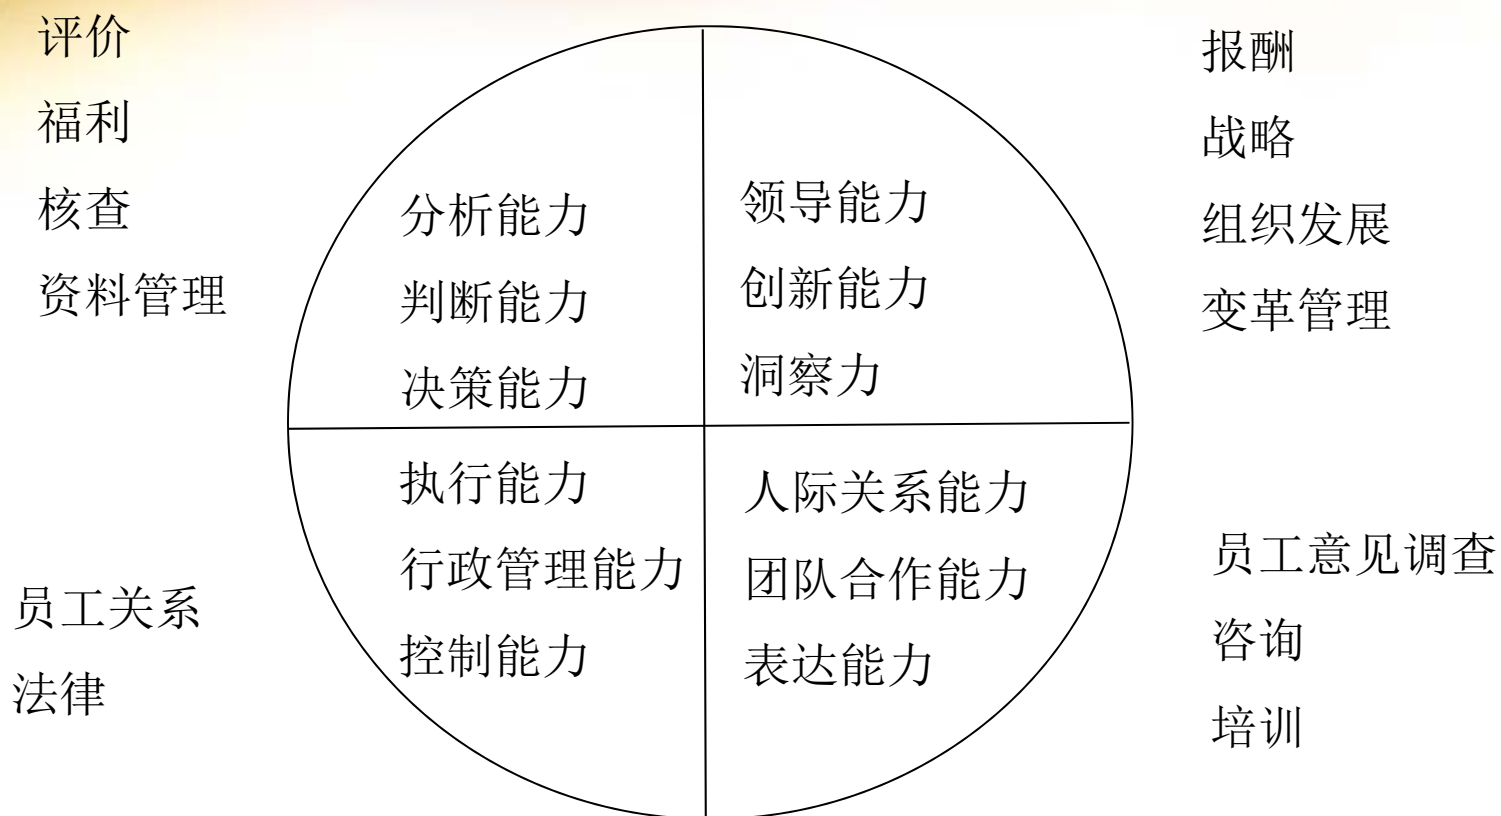 评价
福利
核查
资料管理
分析能力
判断能力
决策能力
领导能力
创新能力
洞察力
报酬
战略
组织发展
变革管理
员工关系
法律
执行能力
行政管理能力
控制能力
人际关系能力
团队合作能力
表达能力
员工意见调查
咨询
培训